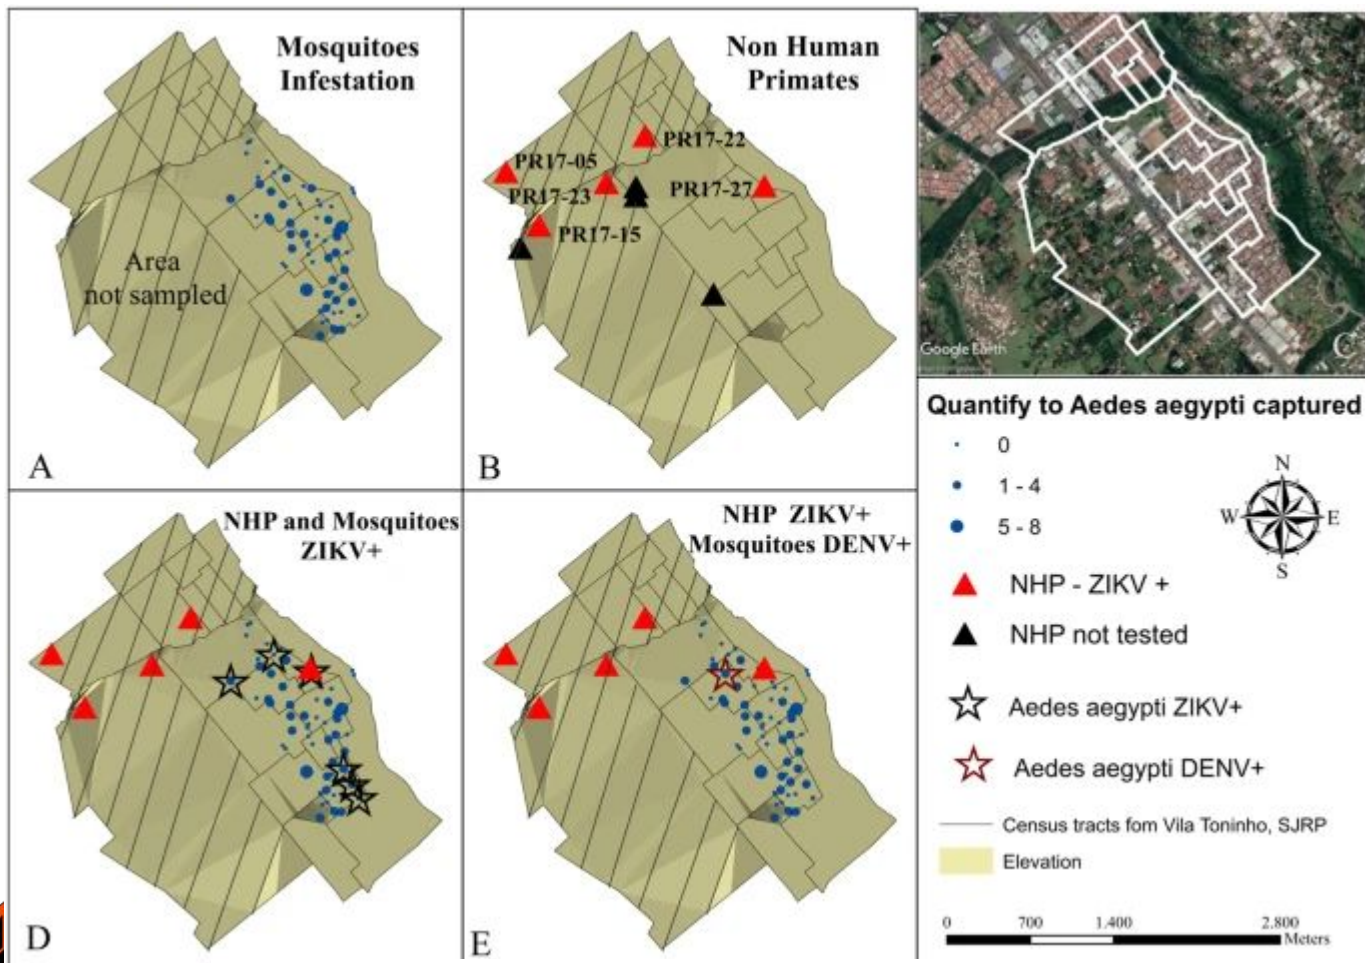 Mosquitoes
Infestation
Area
not sampled
A
Non Human
Primates
PR17-22
PR17-05
PR17-23
PR17-27
PR17-15
B
Google Earth
C
NHP and Mosquitoes
ZIKV+
D
NHP ZIKV+
Mosquitoes DENV+
E
Quantify to Aedes aegypti captured
0
1 - 4
5 - 8
N
W
E
S
NHP - ZIKV +
NHP not tested
Aedes aegypti ZIKV+
Aedes aegypti DENV+
Census tracts fom Vila Toninho, SJRP
Elevation
0 700 1.400 2.800
Meters